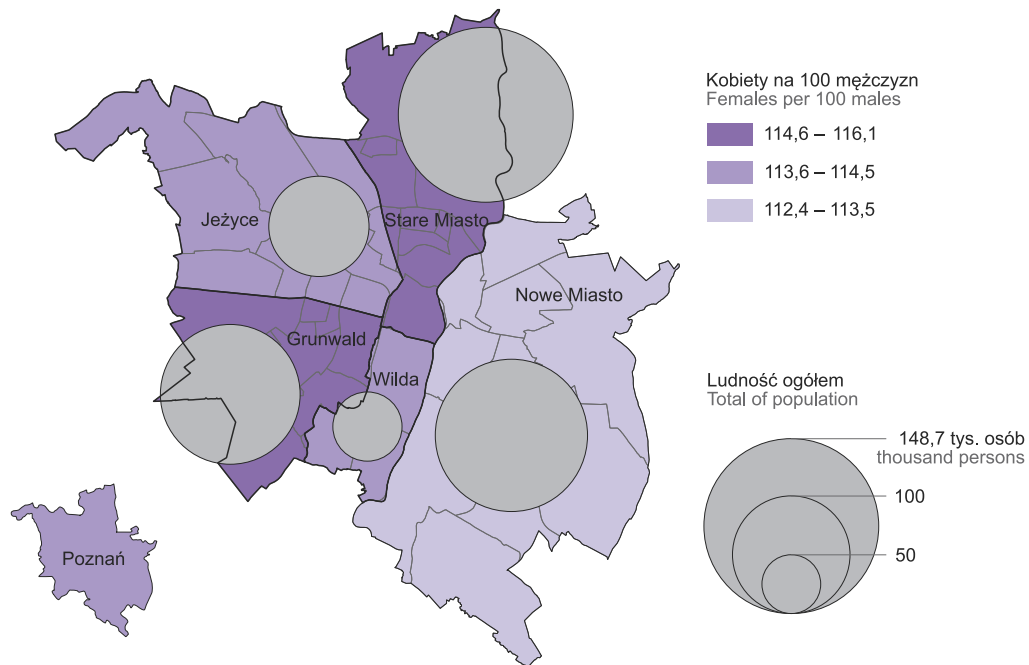 Kobiety na 100 mężczyzn
Females per 100 males
114,6 – 116,1
113,6 – 114,5
112,4 – 113,5
Jeżyce
Stare Miasto
Nowe Miasto
Grunwald
Wilda
Ludność ogółem
Total of population
148,7 tys. osób
thousand persons
100
50
Poznań